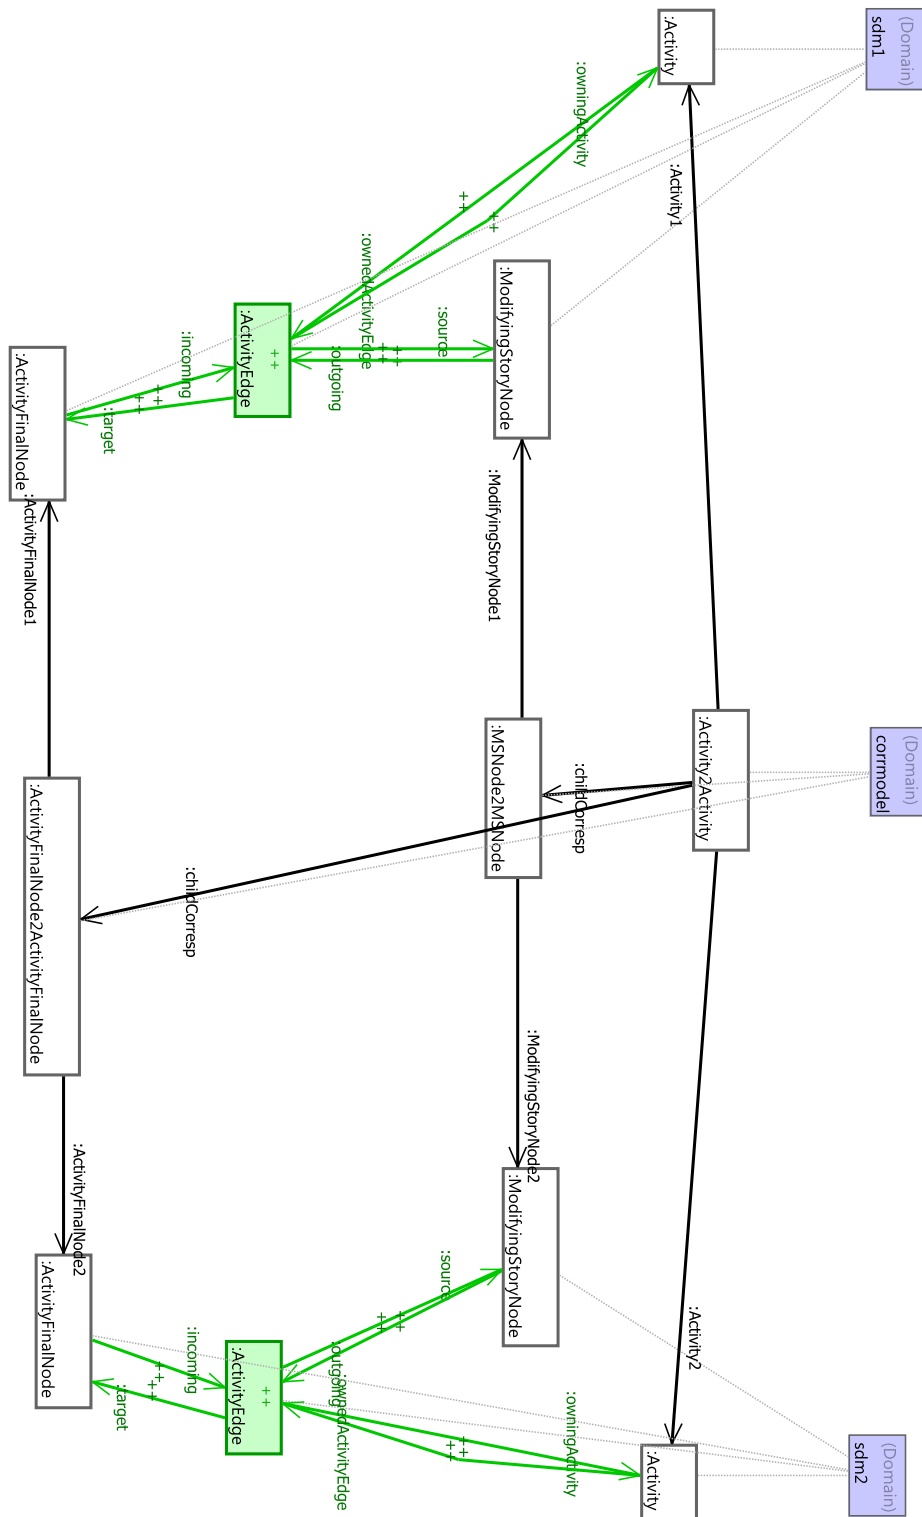 (Domain)
sdm1
(Domain)
corrmodel
(Domain)
sdm2
:Activity
:Activity1
:Activity2Activity
:Activity2
:Activity
:owningActivity
++
++
:ownedActivityEdge
:ModifyingStoryNode
:ModifyingStoryNode1
:MSNode2MSNode
:childCorresp
:ModifyingStoryNode2
:ModifyingStoryNode
:source
++
++
:outgoing
:ActivityEdge
++
:incoming
++
++
:target
:ActivityFinalNode
:ActivityFinalNode1
:childCorresp
:ActivityFinalNode2ActivityFinalNode
:ActivityFinalNode2
:ActivityFinalNode
:source
++
++
:outgoing
:owningActivity
++
++
:ownedActivityEdge
:ActivityEdge
++
:incoming
++
++
:target